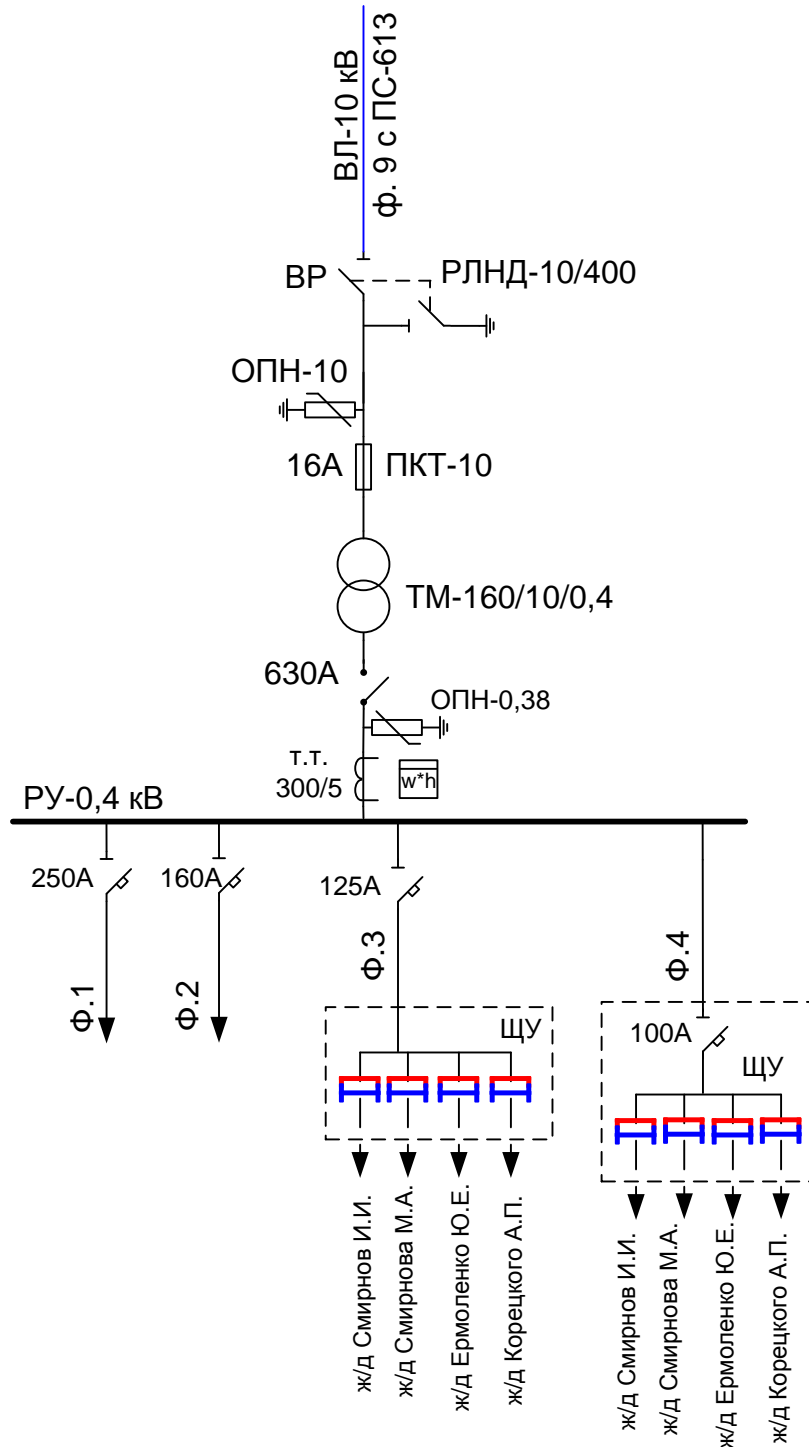 ВЛ-10 кВ
ф. 9 с ПС-613
ВР
РЛНД-10/400
ОПН-10
16А
ПКТ-10
ТМ-160/10/0,4
630А
ОПН-0,38
т.т.
300/5
w*h
РУ-0,4 кВ
250А
160А
125А
Ф.1
Ф.2
Ф.3
Ф.4
ЩУ
100А
ЩУ
ж/д Смирнов И.И.
ж/д Смирнова М.А.
ж/д Ермоленко Ю.Е.
ж/д Корецкого А.П.
ж/д Смирнов И.И.
ж/д Смирнова М.А.
ж/д Ермоленко Ю.Е.
ж/д Корецкого А.П.